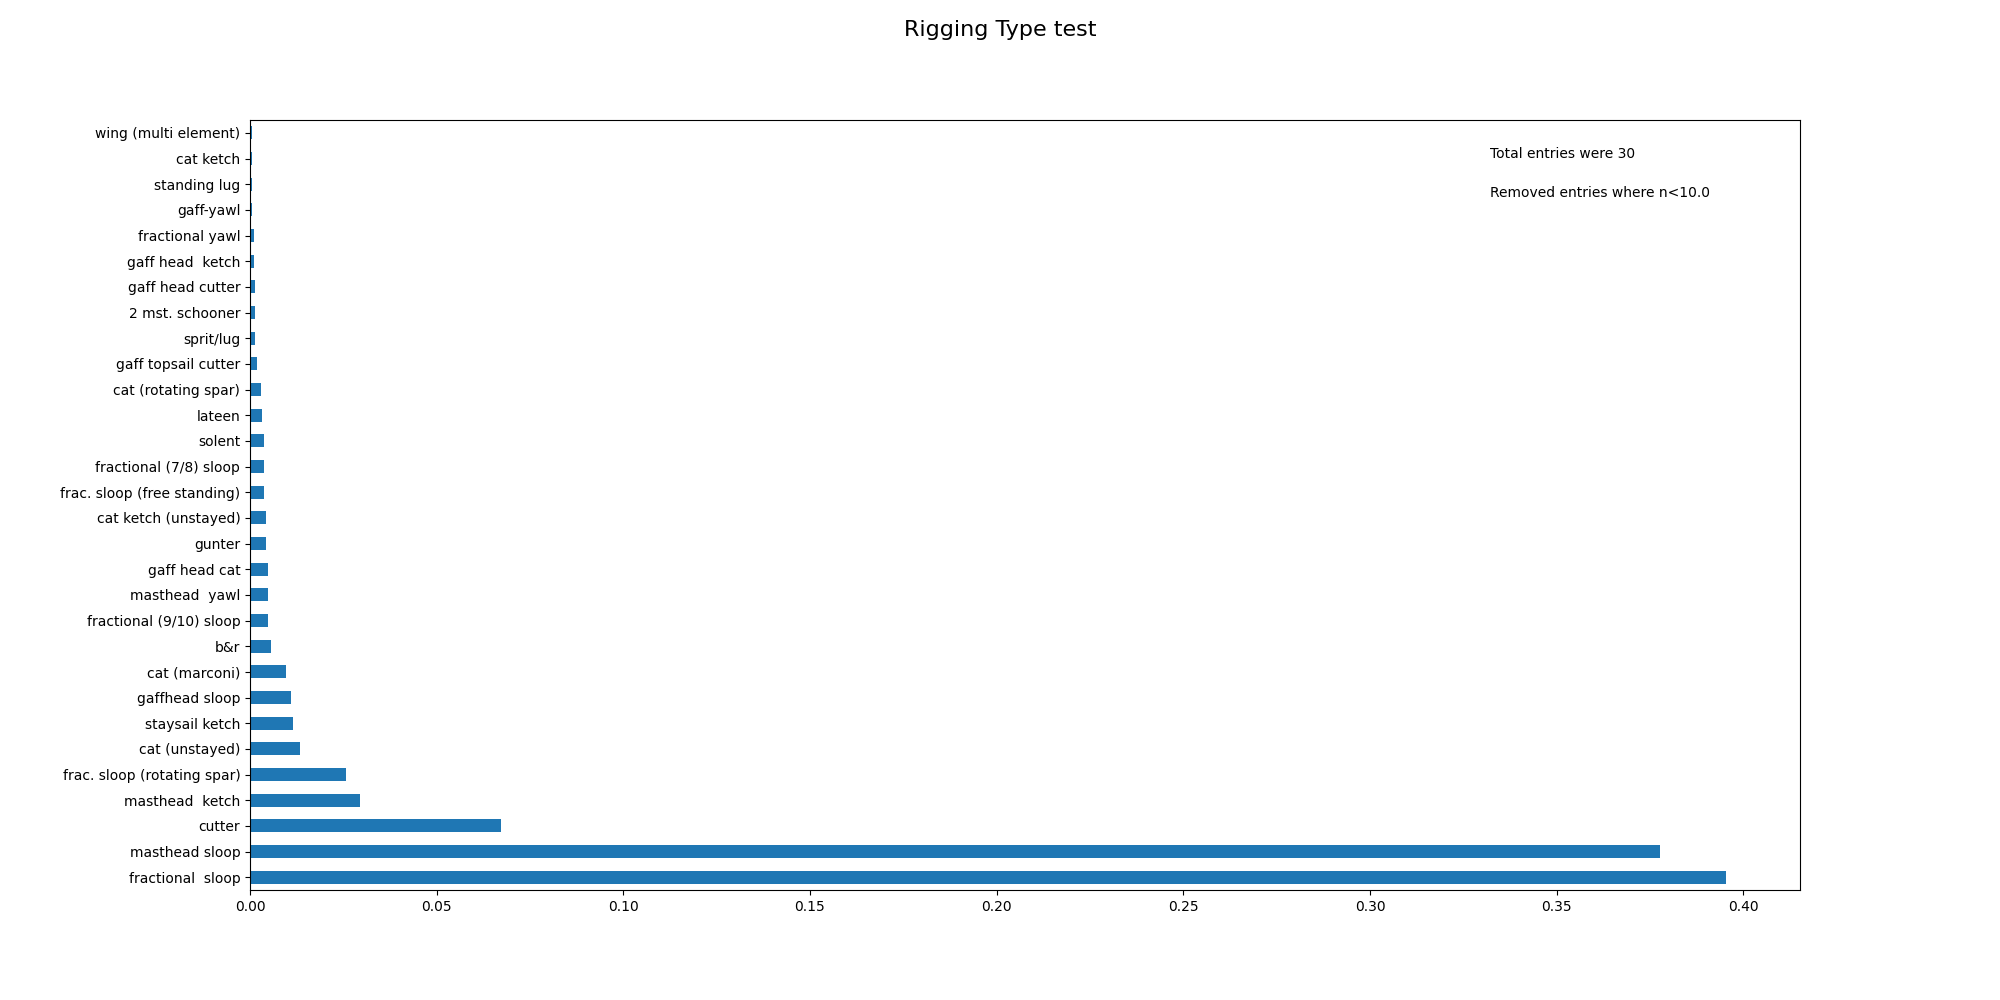 Rigging Type test
wing (multi element)
cat ketch
standing lug
gaff-yawl
fractional yawl
gaff head  ketch
gaff head cutter
2 mst. schooner
sprit/lug
gaff topsail cutter
cat (rotating spar)
lateen
solent
fractional (7/8) sloop
frac. sloop (free standing)
cat ketch (unstayed)
gunter
gaff head cat
masthead  yawl
fractional (9/10) sloop
b&r
cat (marconi)
gaffhead sloop
staysail ketch
cat (unstayed)
frac. sloop (rotating spar)
masthead  ketch
cutter
masthead sloop
fractional  sloop
Total entries were 30
Removed entries where n<10.0
0.00 0.05 0.10 0.15 0.20 0.25 0.30 0.35 0.40